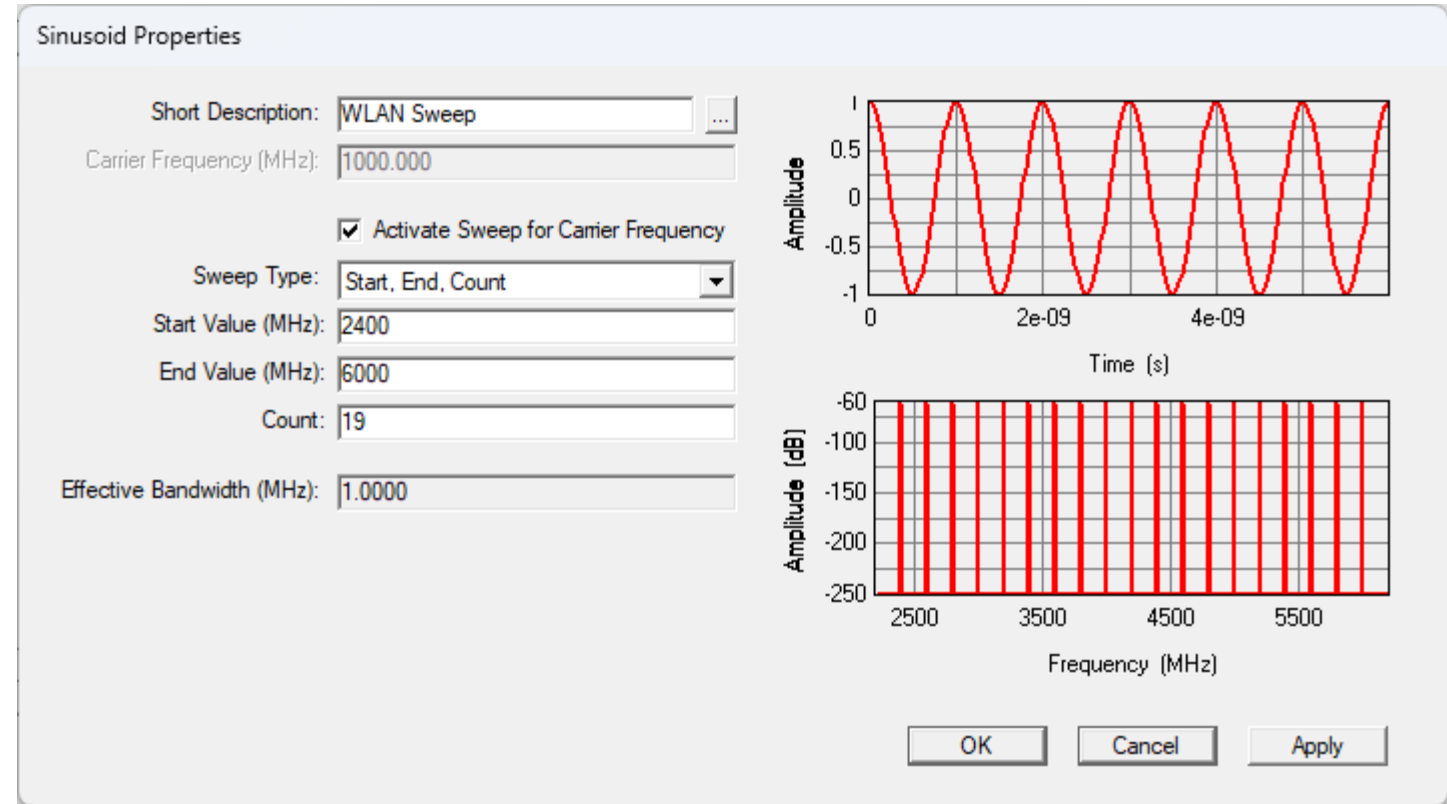 Sinusoid Properties
Short Description: WLAN Sweep ...
Carrier Frequency (MHz): 1000.000
Activate Sweep for Carrier Frequency
Sweep Type: Start, End, Count
Start Value (MHz): 2400
End Value (MHz): 6000
Count: 19
Effective Bandwidth (MHz): 1.0000
1
0.5
0
-0.5
-1
Amplitude
0 2e-09 4e-09
Time (s)
-60
-100
-150
-200
-250
Amplitude (dB)
2500 3500 4500 5500
Frequency (MHz)
OK Cancel Apply